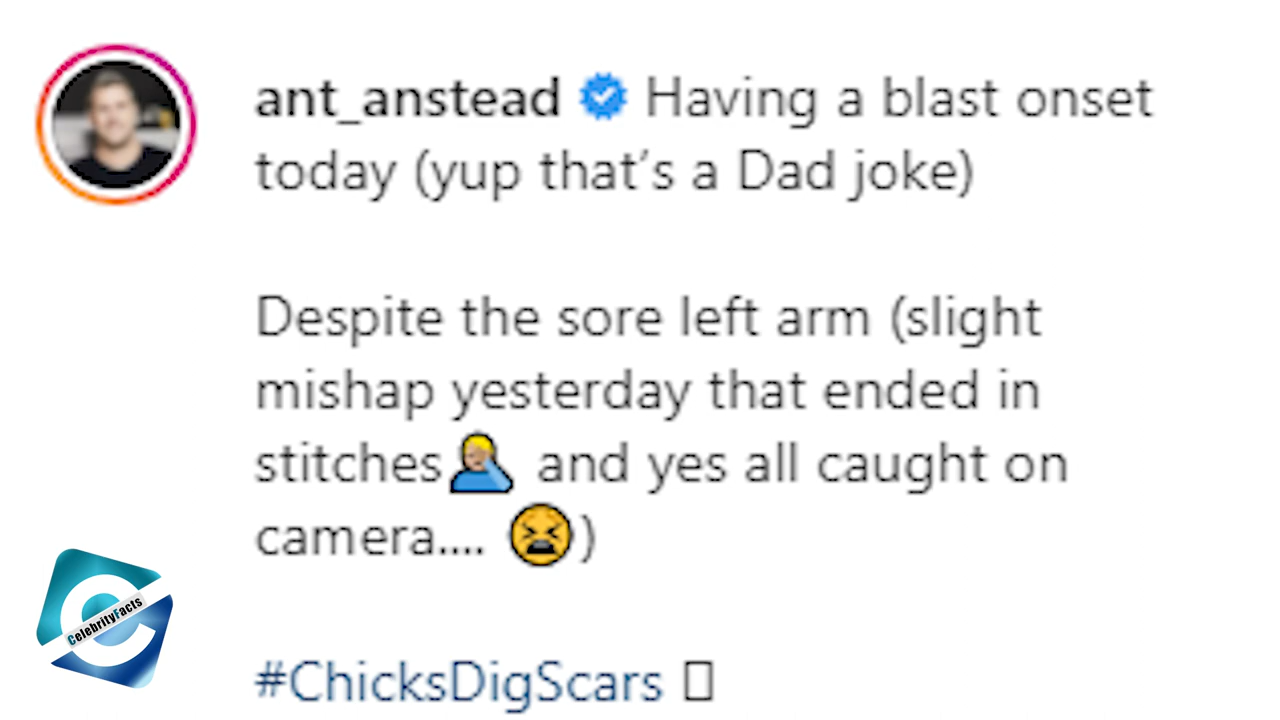 ant_anstead Having a blast onset
today (yup that's a Dad joke)
Despite the sore left arm (slight
mishap yesterday that ended in
stitches🤦 and yes all caught on
camera.... 😫)
CelebrityFacts
#ChicksDigScars